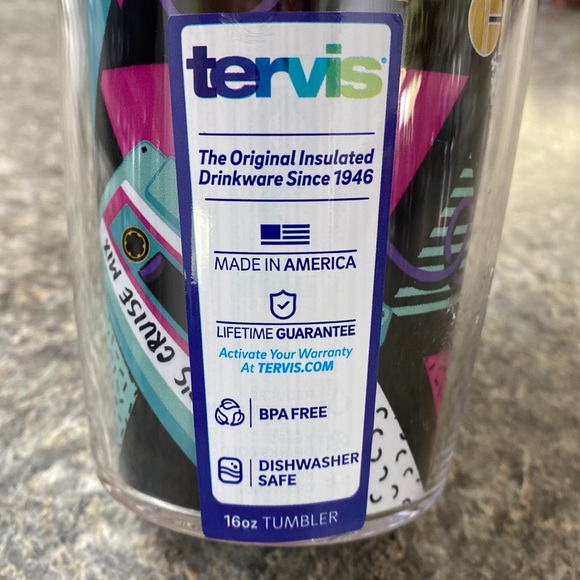 tervis
The Original Insulated
Drinkware Since 1946
MADE IN AMERICA
LIFETIME GUARANTEE
Activate Your Warranty
At TERVIS.COM
BPA FREE
DISHWASHER
SAFE
16oz TUMBLER
CRUISE MIX